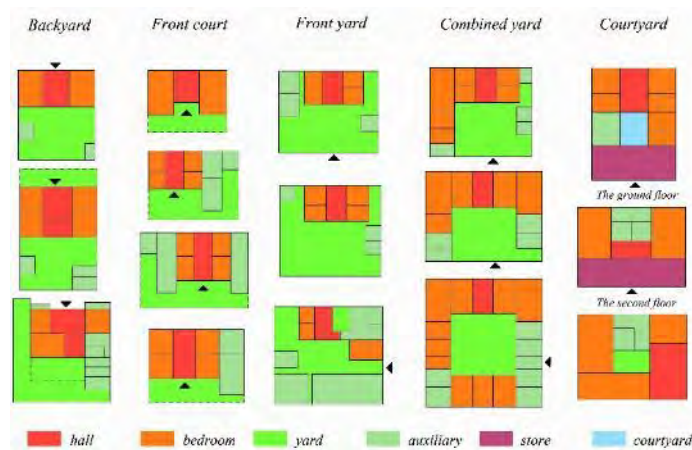 Backyard Front court Front yard Combined yard Courtyard
The ground floor
The second floor
hall bedroom yard auxiliary store courtyard